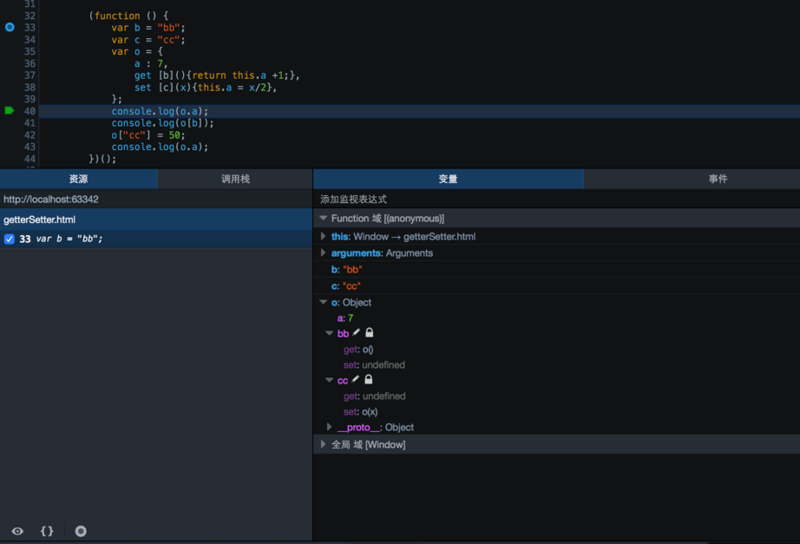 31
32 (function () {
33 var b = "bb";
34 var c = "cc";
35 var o = {
36 a : 7,
37 get [b](){return this.a +1;},
38 set [c](x){this.a = x/2},
39 };
40 console.log(o.a);
41 console.log(o[b]);
42 o["cc"] = 50;
43 console.log(o.a);
44 })();
资源 调用栈 变量 事件
http://localhost:63342
getterSetter.html
33 var b = "bb";
添加监视表达式
Function 域 [(anonymous)]
this: Window → getterSetter.html
arguments: Arguments
b: "bb"
c: "cc"
o: Object
a: 7
bb
get: o()
set: undefined
cc
get: undefined
set: o(x)
__proto__: Object
全局 域 [Window]
{}